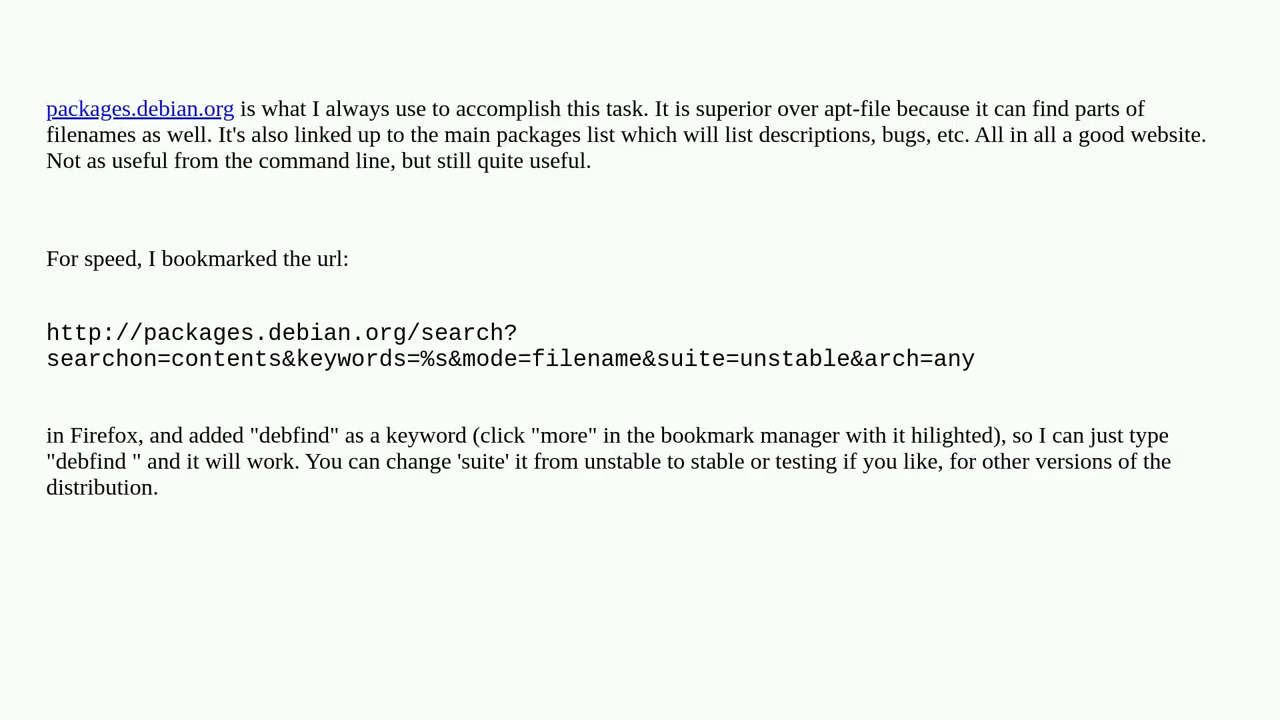 packages.debian.org is what I always use to accomplish this task. It is superior over apt-file because it can find parts of
filenames as well. It's also linked up to the main packages list which will list descriptions, bugs, etc. All in all a good website.
Not as useful from the command line, but still quite useful.
For speed, I bookmarked the url:
http://packages.debian.org/search?
searchon=contents&keywords=%s&mode=filename&suite=unstable&arch=any
in Firefox, and added "debfind" as a keyword (click "more" in the bookmark manager with it hilighted), so I can just type
"debfind " and it will work. You can change 'suite' it from unstable to stable or testing if you like, for other versions of the
distribution.